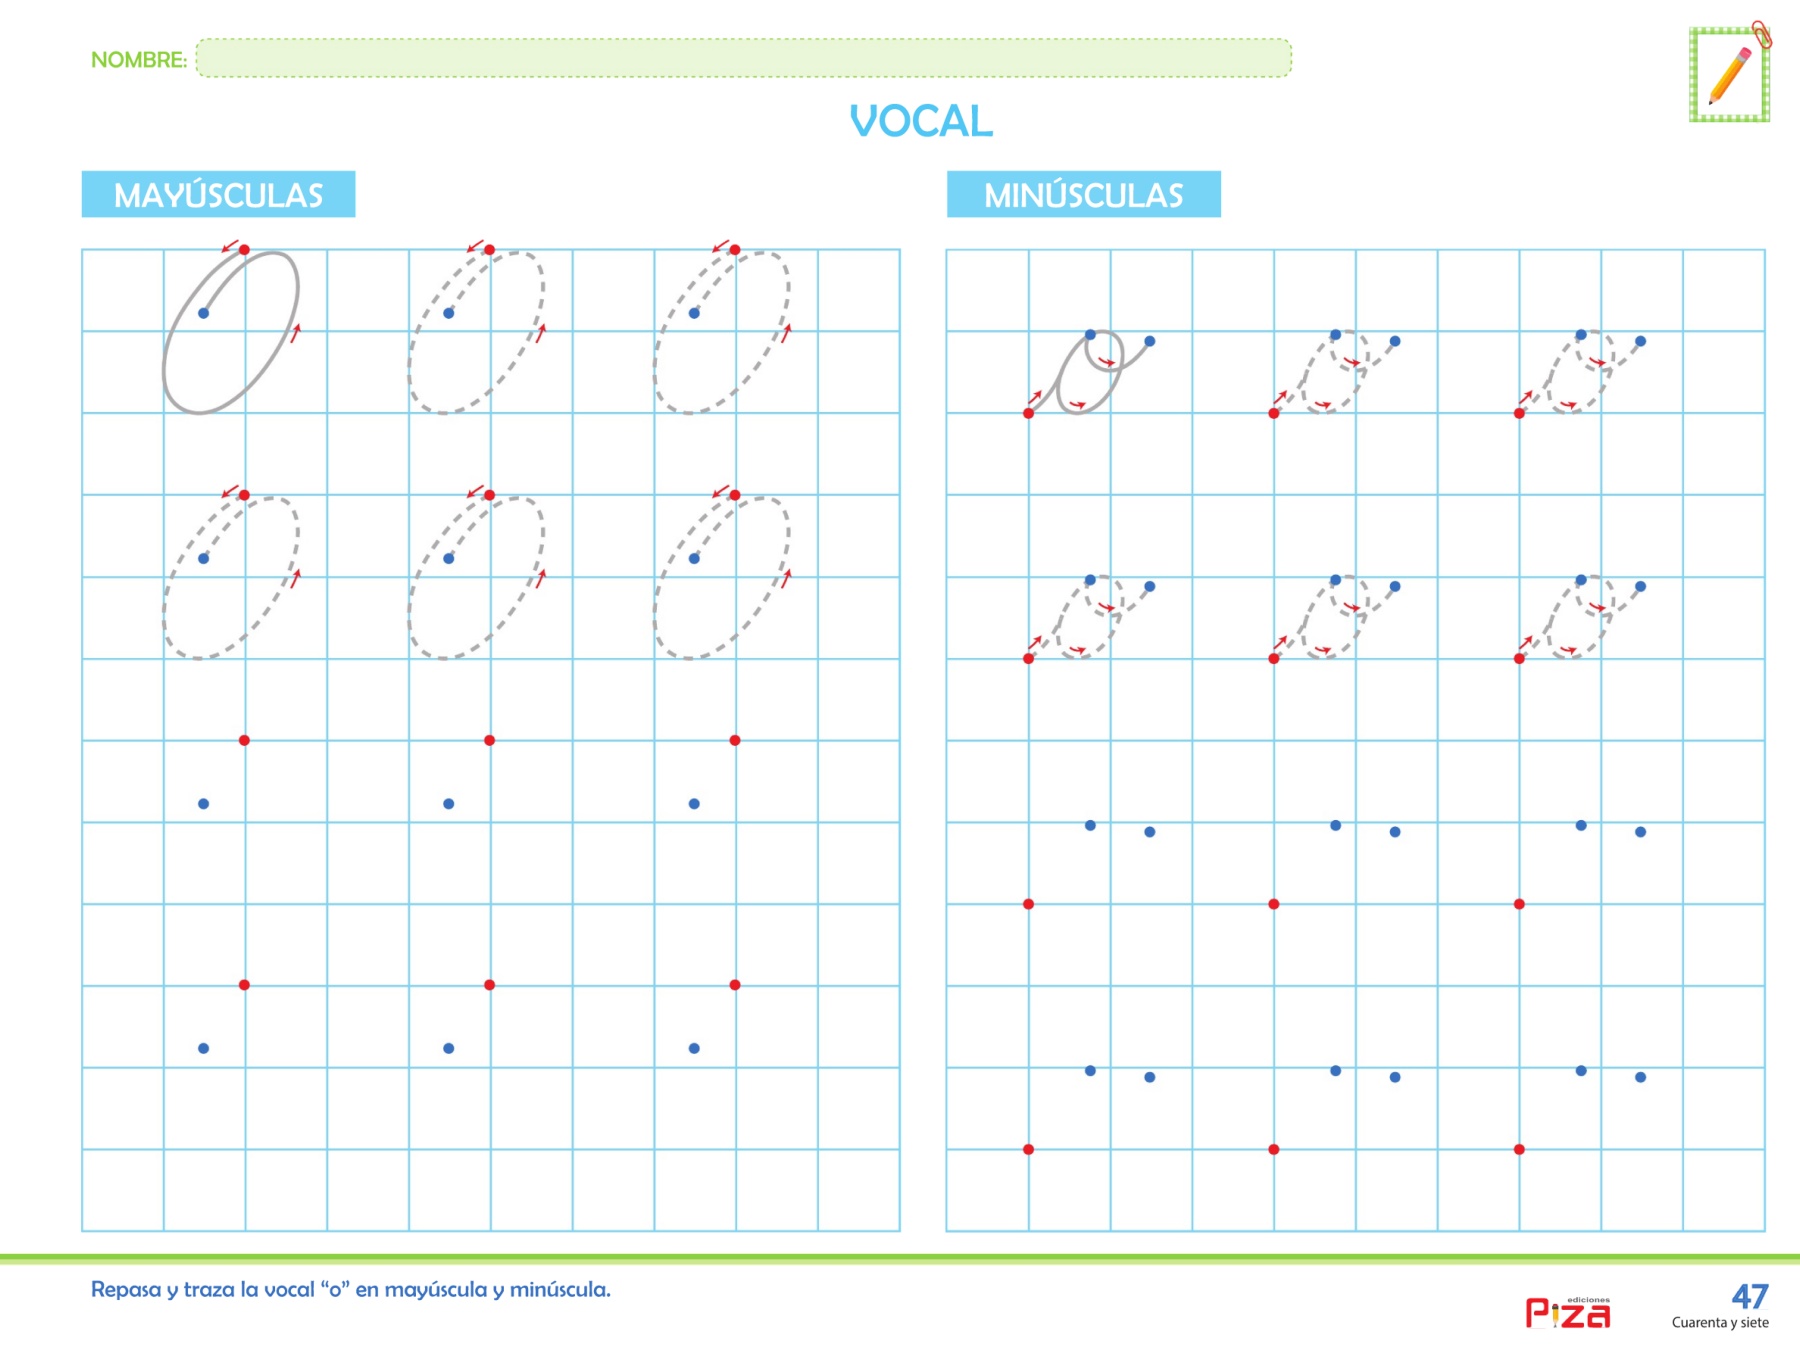 NOMBRE:
VOCAL
MAYÚSCULAS
MINÚSCULAS
Repasa y traza la vocal “o” en mayúscula y minúscula.
ediciones
Piza
47
Cuarenta y siete